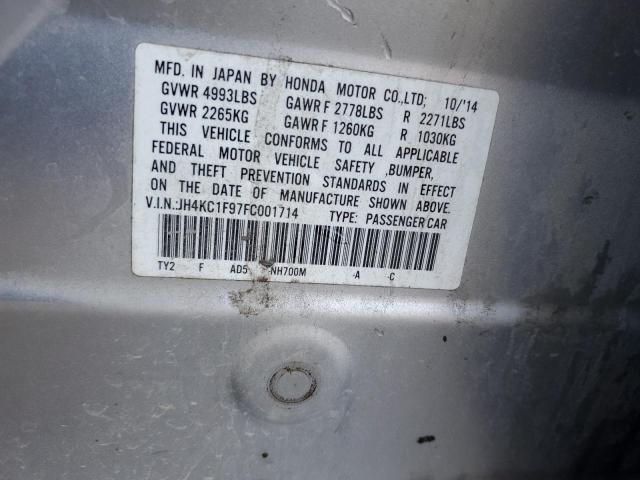 MFD. IN JAPAN BY HONDA MOTOR CO.,LTD; 10/'14
GVWR 4993LBS GAWR F 2778LBS R 2271LBS
GVWR 2265KG GAWR F 1260KG R 1030KG
THIS VEHICLE CONFORMS TO ALL APPLICABLE
FEDERAL MOTOR VEHICLE SAFETY ,BUMPER,
AND THEFT PREVENTION STANDARDS IN EFFECT
ON THE DATE OF MANUFACTURE SHOWN ABOVE.
V.I.N.:JH4KC1F97FC001714 TYPE: PASSENGER CAR
TY2 F AD5 -NH700M -A -C